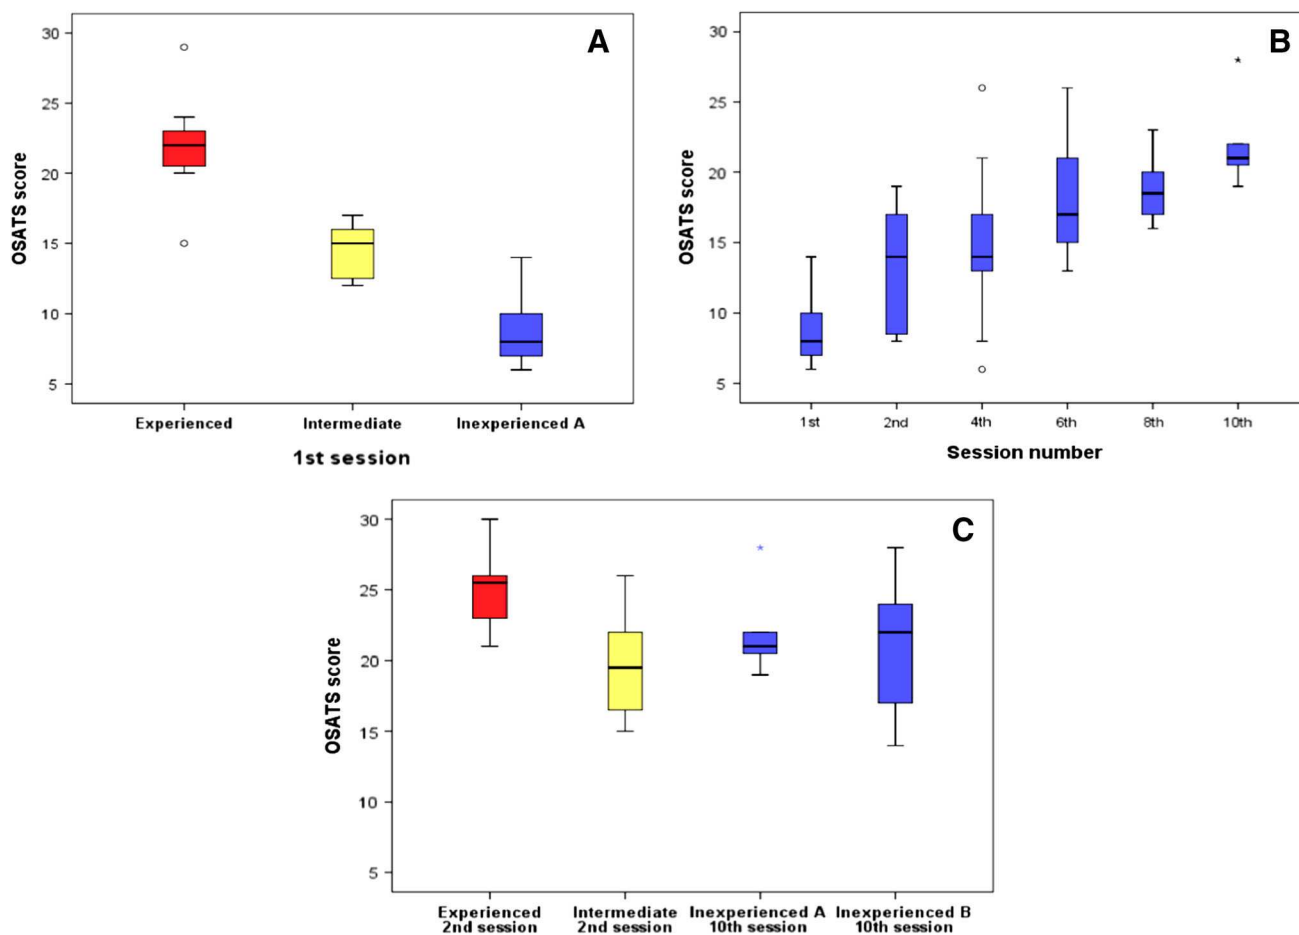 A
30
25
20
15
10
5
OSATS score
Experienced Intermediate Inexperienced A
1st session
B
30
25
20
15
10
5
OSATS score
1st 2nd 4th 6th 8th 10th
Session number
C
30
25
20
15
10
5
OSATS score
Experienced Intermediate Inexperienced A Inexperienced B
2nd session 2nd session 10th session 10th session